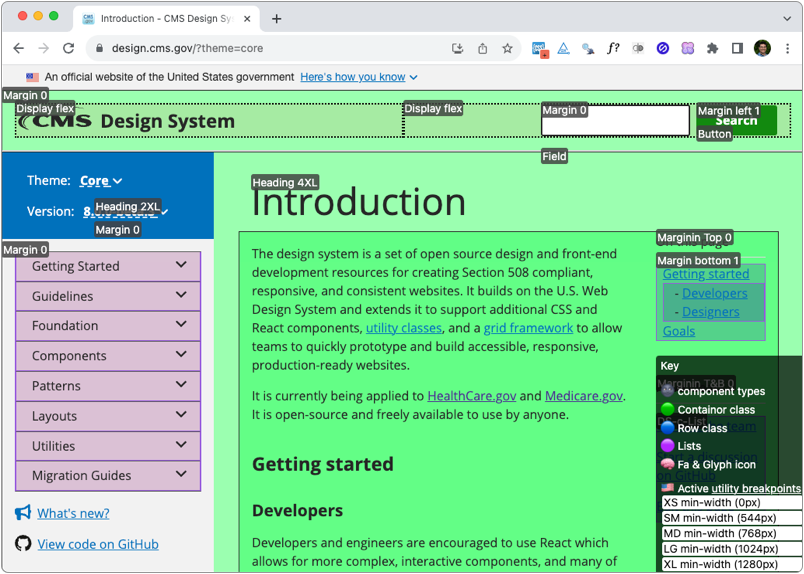 Introduction - CMS Design Sy
design.cms.gov/?theme=core
f?
An official website of the United States government Here's how you know
Margin 0
Display flex
Display flex
Margin 0
Margin left 1
CMS Design System
Search
Button
Field
Theme: Core
Heading 2XL
Version: 8.
Margin 0
Heading 4XL
Introduction
Margin 0
Getting Started
Guidelines
Foundation
Components
Patterns
Layouts
Utilities
Migration Guides
What's new?
View code on GitHub
The design system is a set of open source design and front-end
development resources for creating Section 508 compliant,
responsive, and consistent websites. It builds on the U.S. Web
Design System and extends it to support additional CSS and
React components, utility classes, and a grid framework to allow
teams to quickly prototype and build accessible, responsive,
production-ready websites.
It is currently being applied to HealthCare.gov and Medicare.gov.
It is open-source and freely available to use by anyone.
Getting started
Developers
Developers and engineers are encouraged to use React which
allows for more complex, interactive components, and many of
Marginin Top 0
Margin bottom 1
Getting started
- Developers
- Designers
Goals
Key
Marginin T&B 0
component types
Containor class
Row class
Lists
Fa & Glyph icon
Active utility breakpoints
XS min-width (0px)
SM min-width (544px)
MD min-width (768px)
LG min-width (1024px)
XL min-width (1280px)